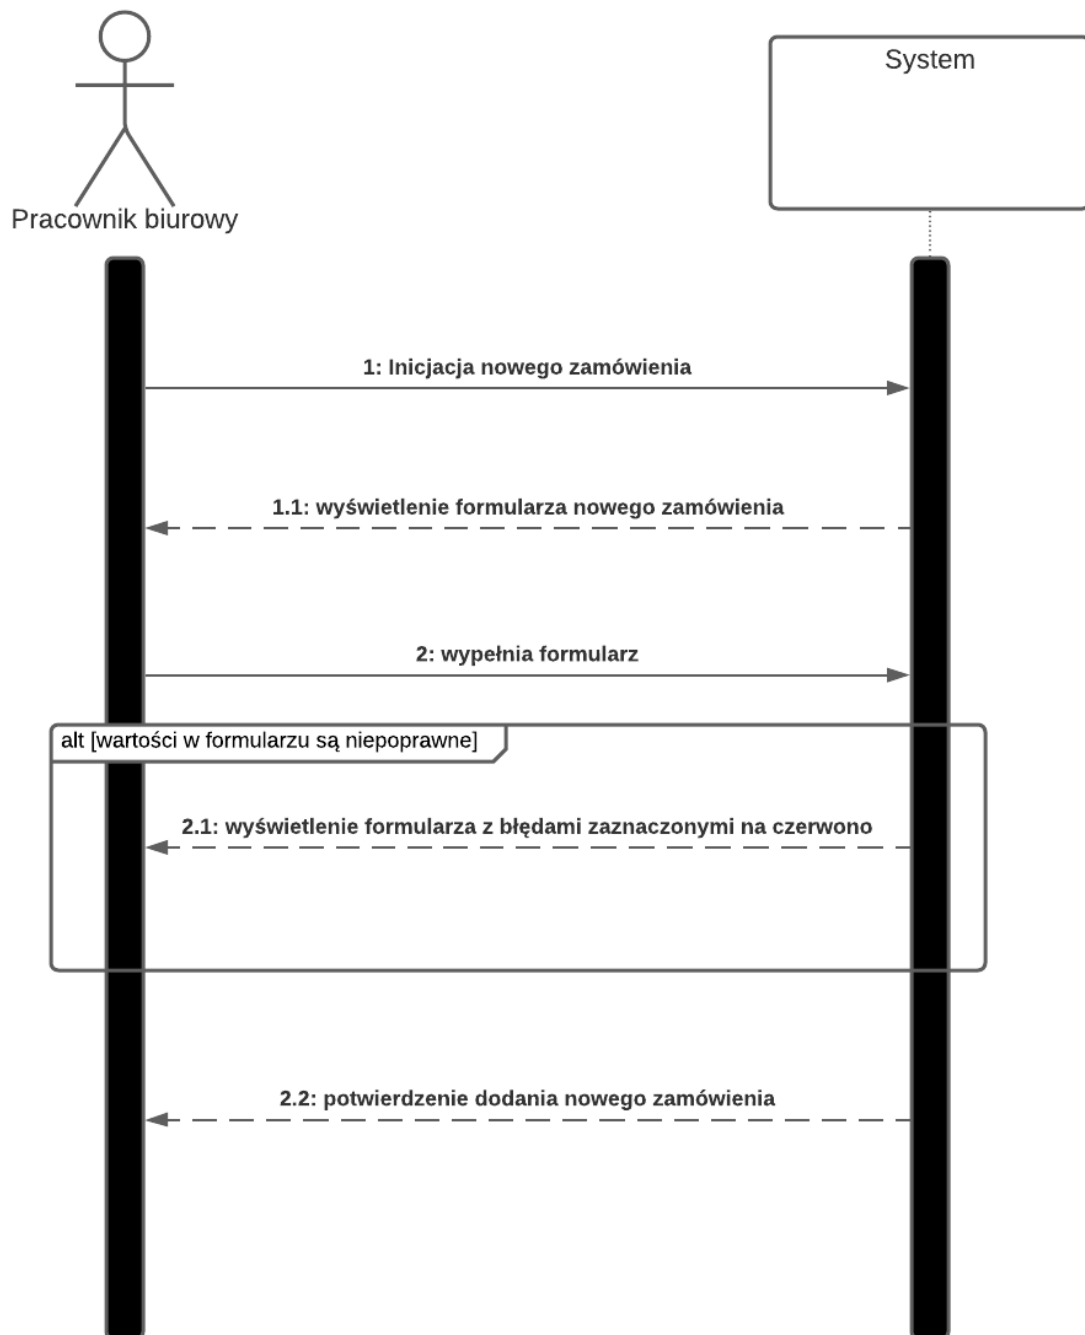 System
Pracownik biurowy
1: Inicjacja nowego zamówienia
1.1: wyświetlenie formularza nowego zamówienia
2: wypełnia formularz
alt [wartości w formularzu są niepoprawne]
2.1: wyświetlenie formularza z błędami zaznaczonymi na czerwono
2.2: potwierdzenie dodania nowego zamówienia